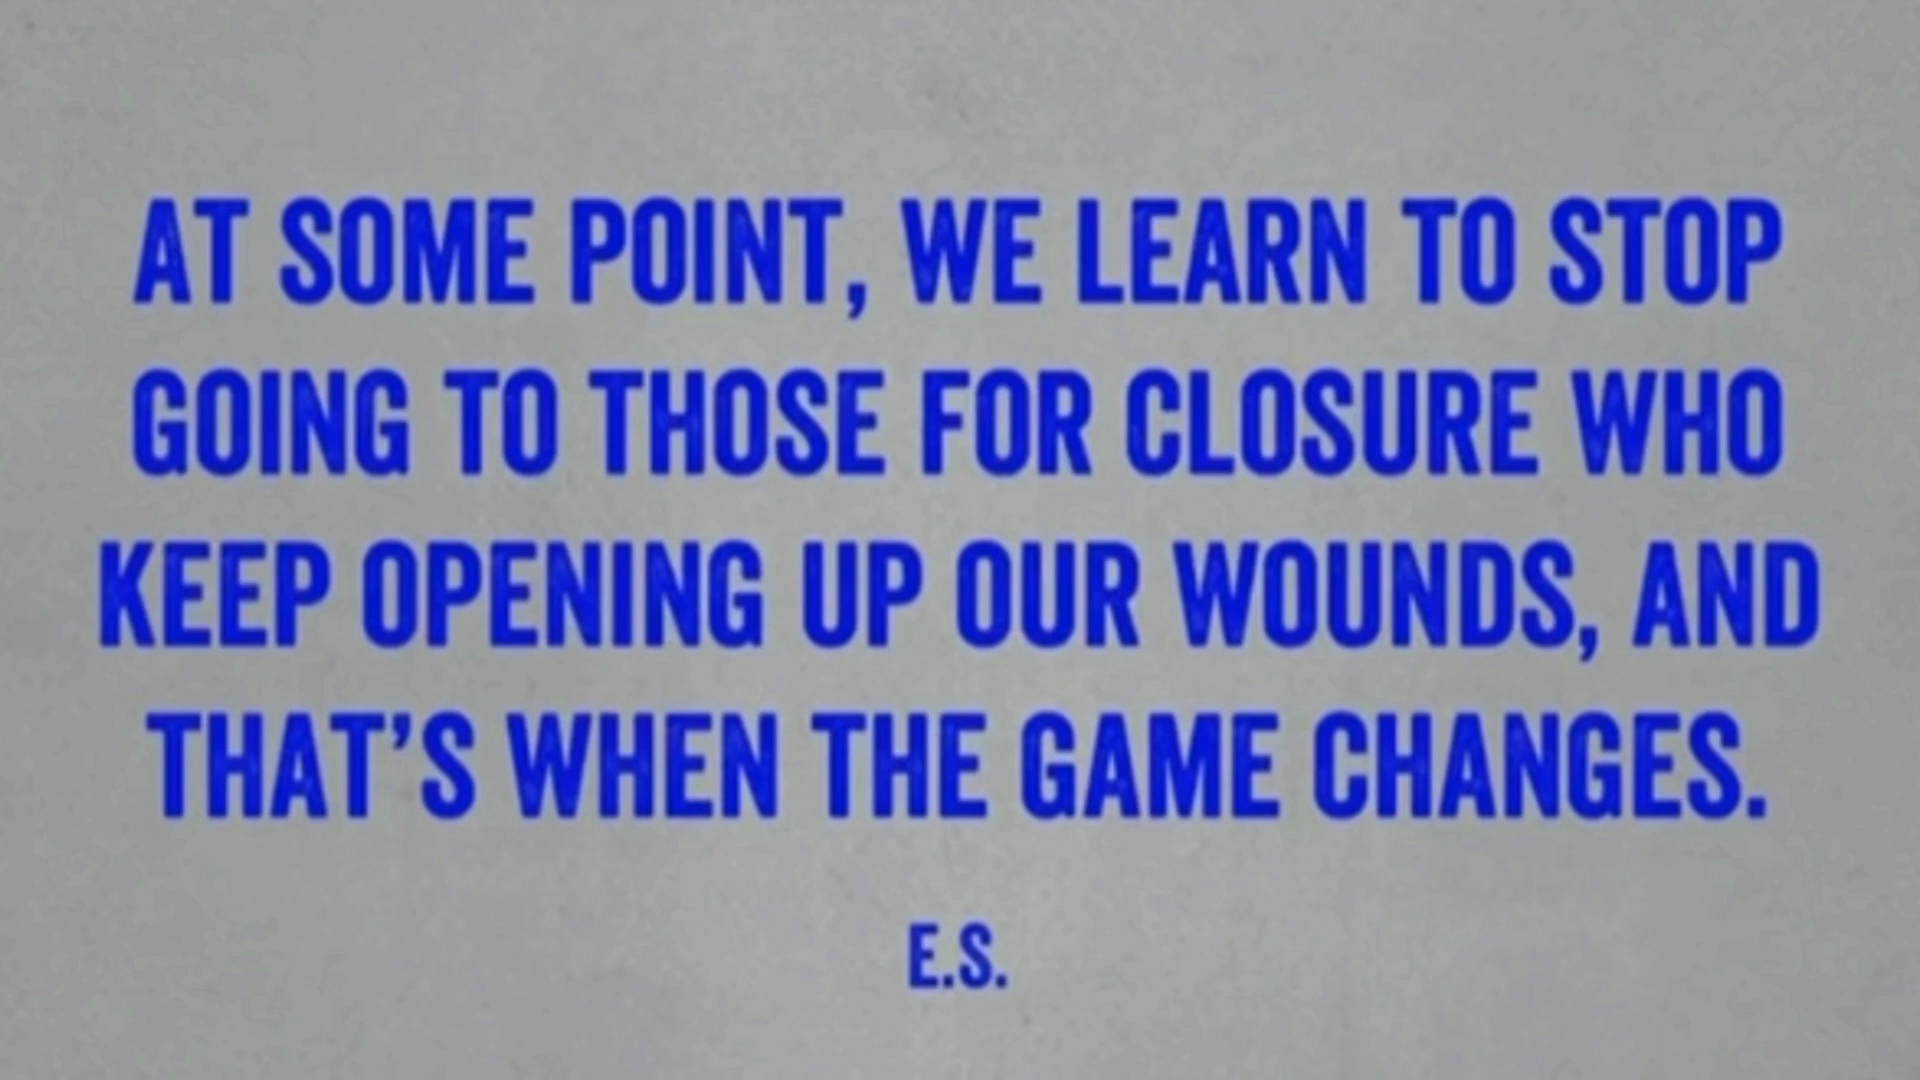 AT SOME POINT, WE LEARN TO STOP
GOING TO THOSE FOR CLOSURE WHO
KEEP OPENING UP OUR WOUNDS, AND
THAT’S WHEN THE GAME CHANGES.
E.S.